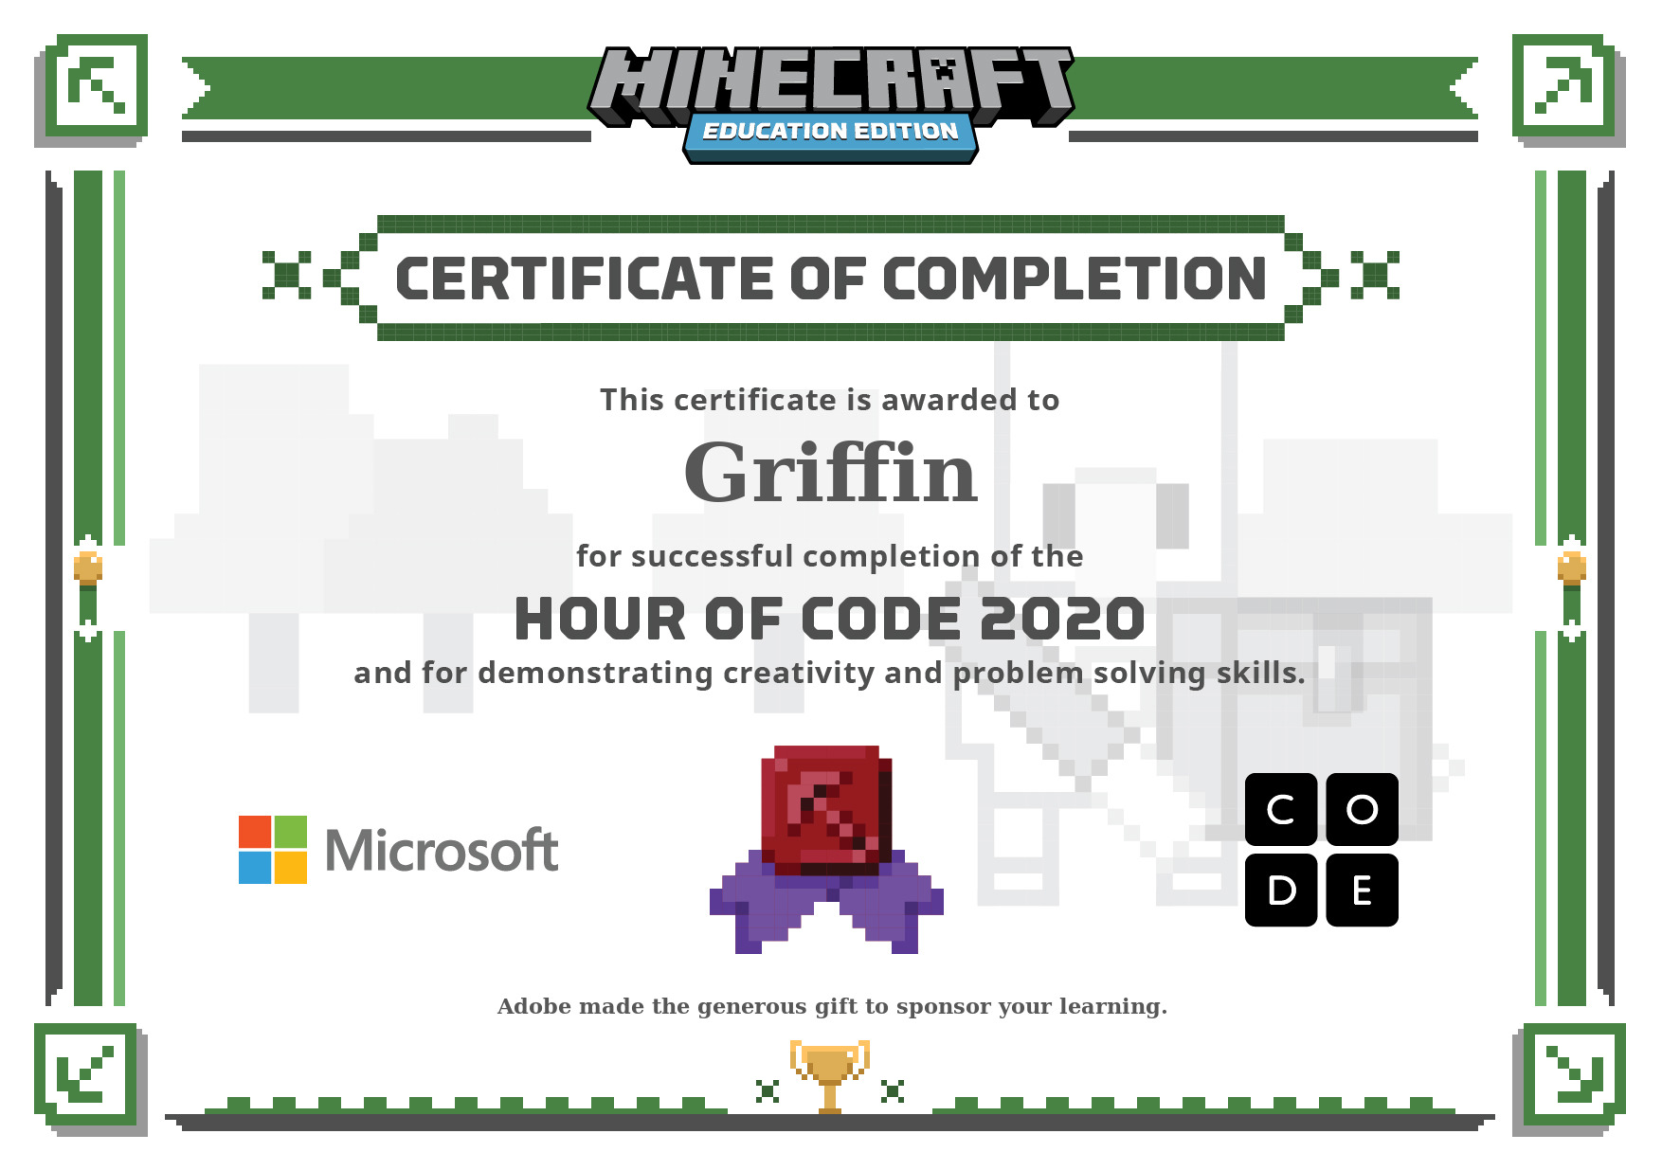 MINECRAFT
EDUCATION EDITION
CERTIFICATE OF COMPLETION
This certificate is awarded to
Griffin
for successful completion of the
HOUR OF CODE 2020
and for demonstrating creativity and problem solving skills.
Microsoft
C O
D E
Adobe made the generous gift to sponsor your learning.